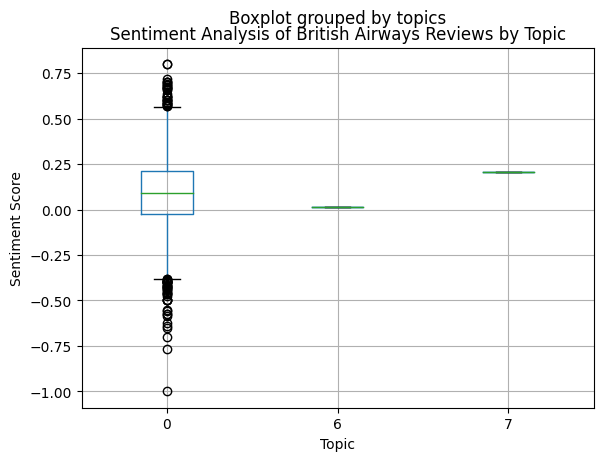 Boxplot grouped by topics
Sentiment Analysis of British Airways Reviews by Topic
Sentiment Score
0.75
0.50
0.25
0.00
−0.25
−0.50
−0.75
−1.00
0
6
7
Topic